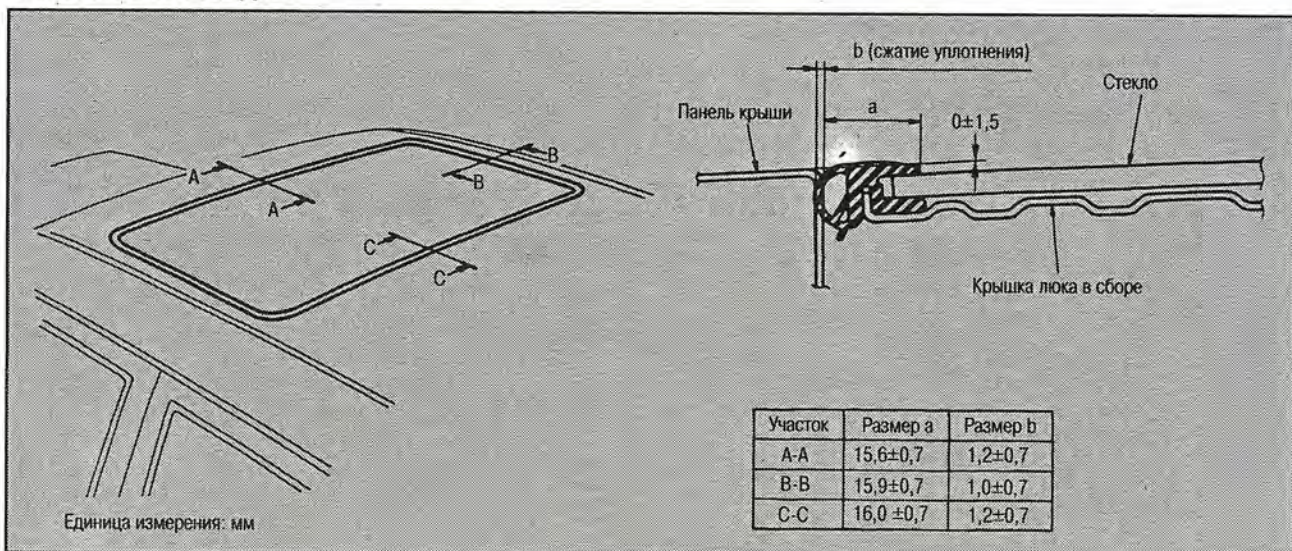 b (сжатие уплотнения)
Стекло
Панель крыши
a
0±1,5
A
A
B
B
C
C
Крышка люка в сборе
Участок Размер a Размер b
A-A 15,6±0,7 1,2±0,7
B-B 15,9±0,7 1,0±0,7
C-C 16,0 ±0,7 1,2±0,7
Единица измерения: мм